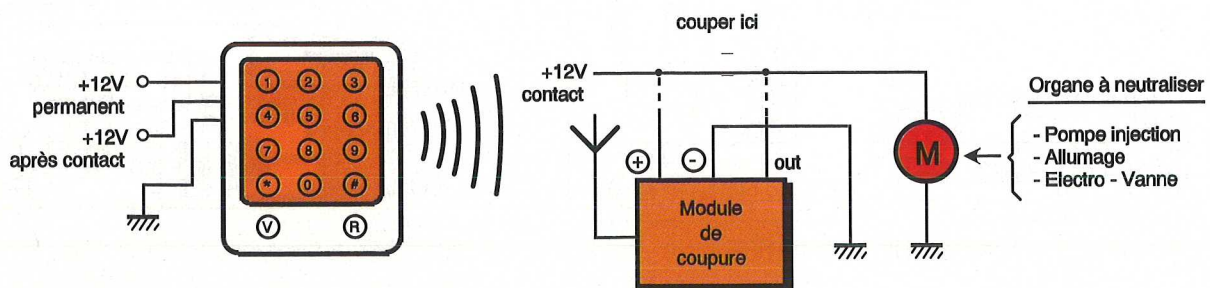 couper ici
+12V
permanent
+12V
après contact
1 2 3
4 5 6
7 8 9
* 0 #
V R
+12V
contact
+ - out
Module
de
coupure
M
Organe à neutraliser
- Pompe injection
- Allumage
- Electro - Vanne